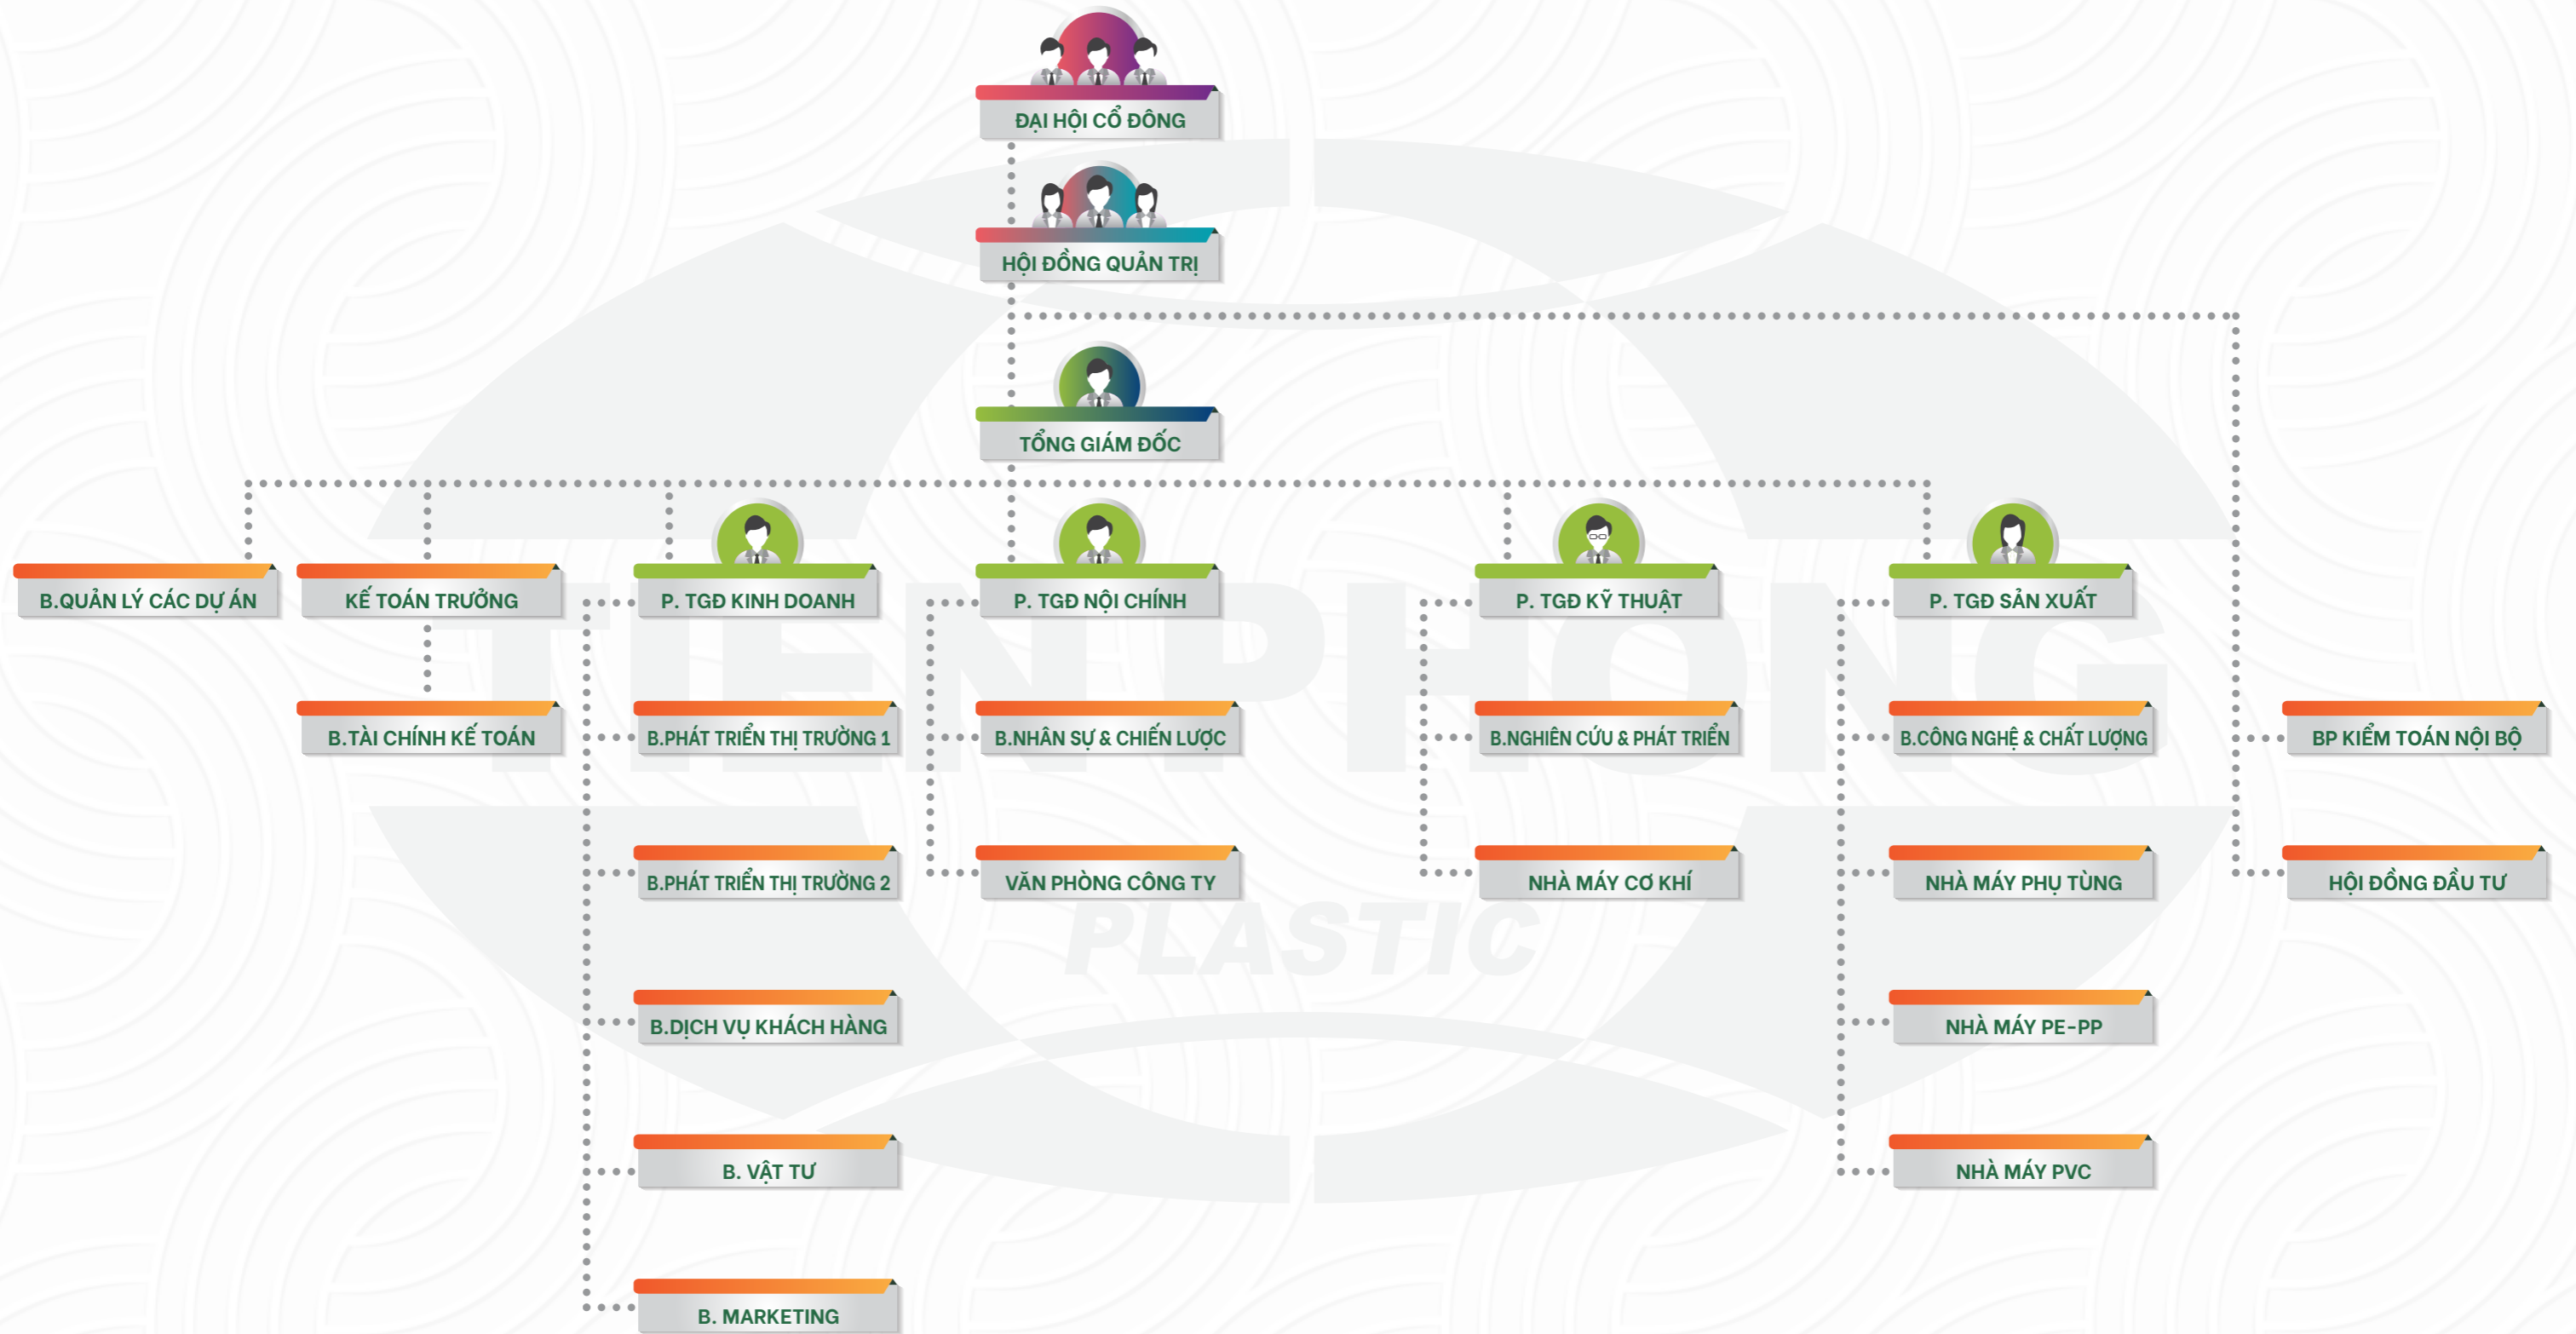 ĐẠI HỘI CỔ ĐÔNG
HỘI ĐỒNG QUẢN TRỊ
TỔNG GIÁM ĐỐC
B.QUẢN LÝ CÁC DỰ ÁN
KẾ TOÁN TRƯỞNG
P. TGĐ KINH DOANH
P. TGĐ NỘI CHÍNH
P. TGĐ KỸ THUẬT
P. TGĐ SẢN XUẤT
TIEN PHONG
B.TÀI CHÍNH KẾ TOÁN
B.PHÁT TRIỂN THỊ TRƯỜNG 1
B.NHÂN SỰ & CHIẾN LƯỢC
B.NGHIÊN CỨU & PHÁT TRIỂN
B.CÔNG NGHỆ & CHẤT LƯỢNG
BP KIỂM TOÁN NỘI BỘ
B.PHÁT TRIỂN THỊ TRƯỜNG 2
VĂN PHÒNG CÔNG TY
NHÀ MÁY CƠ KHÍ
NHÀ MÁY PHỤ TÙNG
HỘI ĐỒNG ĐẦU TƯ
PLASTIC
B.DỊCH VỤ KHÁCH HÀNG
NHÀ MÁY PE-PP
B. VẬT TƯ
NHÀ MÁY PVC
B. MARKETING